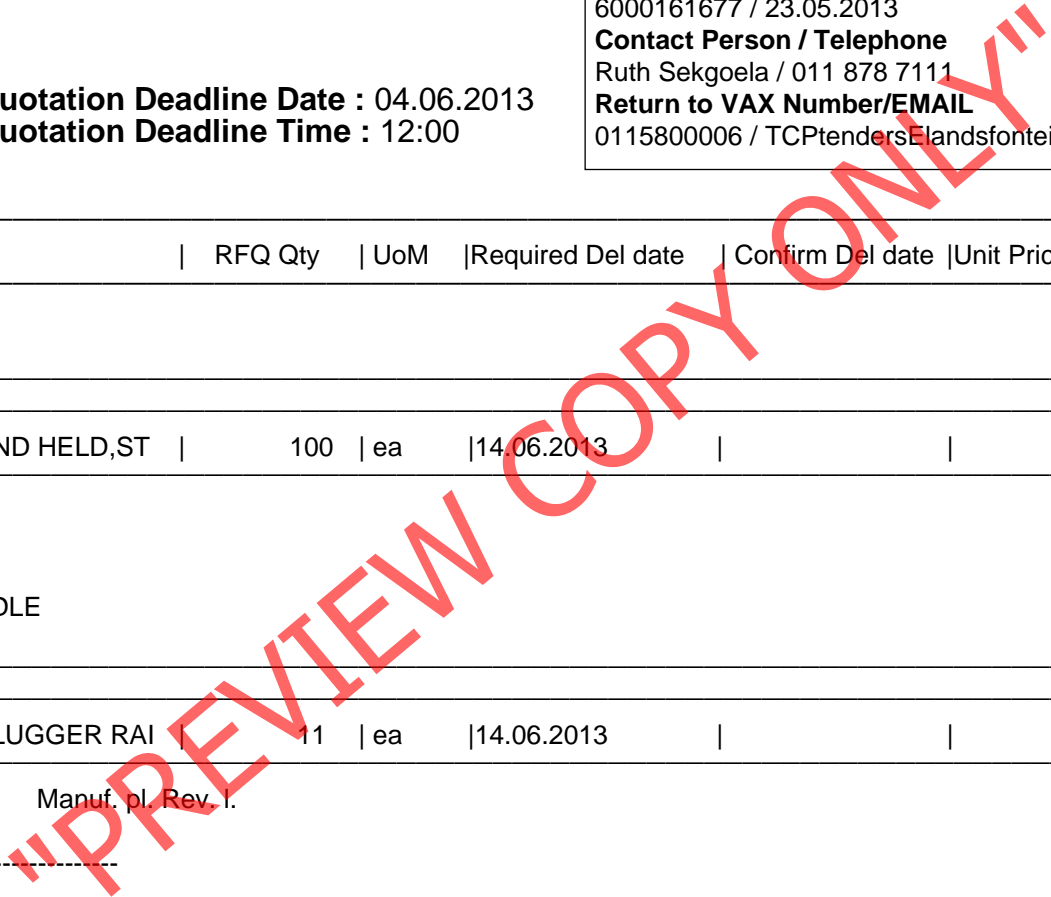 6000161677 / 23.05.2013
Contact Person / Telephone
Ruth Sekgoela / 011 878 7111
Return to VAX Number/EMAIL
0115800006 / TCPtendersElandsfontei
uotation Deadline Date : 04.06.2013
uotation Deadline Time : 12:00
| RFQ Qty | UoM |Required Del date | Confirm Del date |Unit Pric
ND HELD,ST | 100 | ea |14.06.2013 | |
DLE
LUGGER RAI | 11 | ea |14.06.2013 | |
Manuf. pl. Rev. I.
--------------
"PREVIEW COPY ONLY"